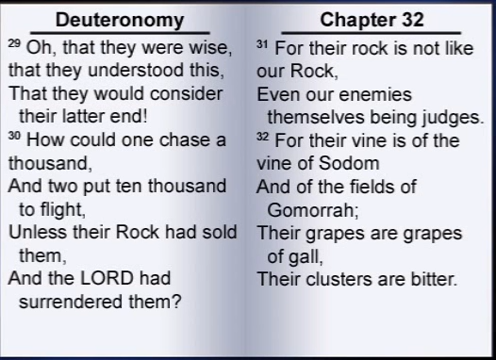 Deuteronomy
29 Oh, that they were wise,
that they understood this,
That they would consider
their latter end!
30 How could one chase a
thousand,
And two put ten thousand
to flight,
Unless their Rock had sold
them,
And the LORD had
surrendered them?
Chapter 32
31 For their rock is not like
our Rock,
Even our enemies
themselves being judges.
32 For their vine is of the
vine of Sodom
And of the fields of
Gomorrah;
Their grapes are grapes
of gall,
Their clusters are bitter.